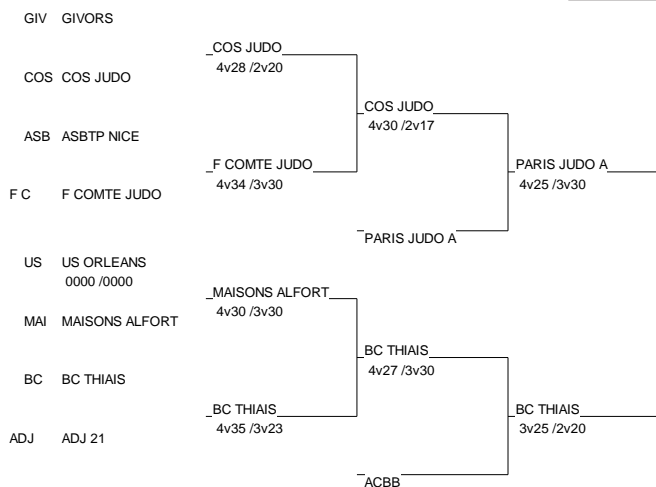 GIV GIVORS
COS JUDO
4v28 /2v20
COS COS JUDO
COS JUDO
4v30 /2v17
ASB ASBTP NICE
F COMTE JUDO
4v34 /3v30
PARIS JUDO A
4v25 /3v30
F C F COMTE JUDO
PARIS JUDO A
US US ORLEANS
0000 /0000
MAISONS ALFORT
4v30 /3v30
MAI MAISONS ALFORT
BC THIAIS
4v27 /3v30
BC BC THIAIS
BC THIAIS
4v35 /3v23
BC THIAIS
3v25 /2v20
ADJ ADJ 21
ACBB